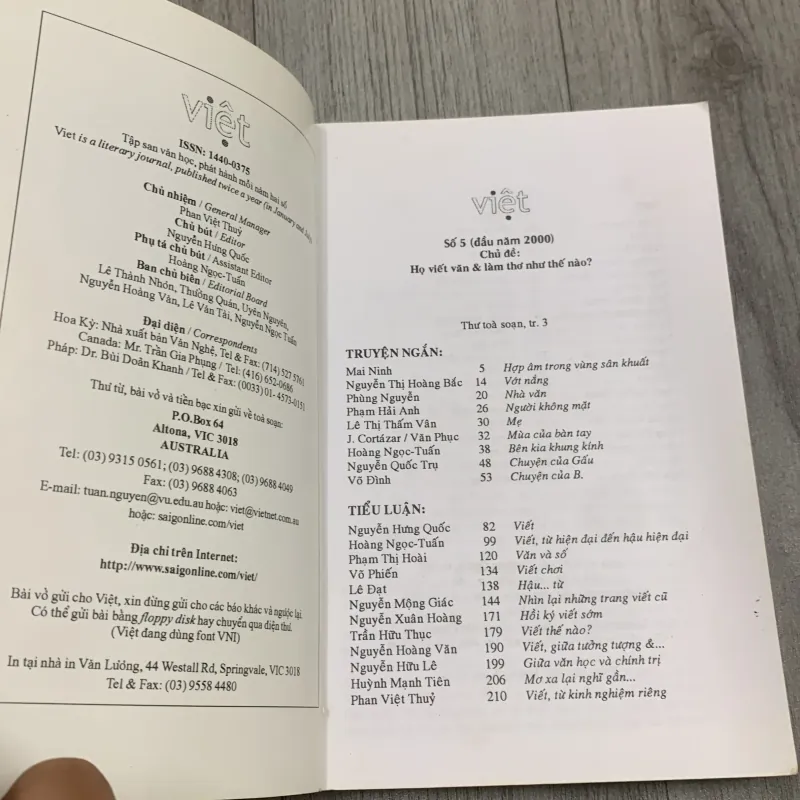 việt
ISSN: 1440-0375
Tập san văn học, phát hành mỗi năm hai số
Viet is a literary journal, published twice a year (in January and July)
Chủ nhiệm / General Manager
Phan Việt Thuỷ
Chủ bút / Editor
Nguyễn Hưng Quốc
Phụ tá chủ bút / Assistant Editor
Hoàng Ngọc-Tuấn
Ban chủ biên / Editorial Board
Lê Thành Nhôn, Thường Quán, Uyên Nguyên,
Nguyễn Hoàng Văn, Lê Văn Tài, Nguyễn Ngọc Tuấn
Đại diện / Correspondents
Hoa Kỳ: Nhà xuất bản Văn Nghệ, Tel & Fax: (714) 527 5761
Canada: Mr. Trần Gia Phụng / Tel: (416) 652-0686
Pháp: Dr. Bùi Doãn Khanh / Tel & Fax: (0033) 01- 4573-0151
Thư từ, bài vở và tiền bạc xin gửi về toà soạn:
P.O.Box 64
Altona, VIC 3018
AUSTRALIA
Tel: (03) 9315 0561; (03) 9688 4308; (03) 9688 4049
Fax: (03) 9688 4063
E-mail: tuan.nguyen@vu.edu.au hoặc: viet@vietnet.com.au
hoặc: saigonline.com/viet
Địa chỉ trên Internet:
http://www.saigonline.com/viet/
Bài vở gửi cho Việt, xin đừng gửi cho các báo khác và ngược lại.
Có thể gửi bài bằng floppy disk hay chuyển qua điện thư.
(Việt đang dùng font VNI)
In tại nhà in Văn Lương, 44 Westall Rd, Springvale, VIC 3018
Tel & Fax: (03) 9558 4480
việt
Số 5 (đầu năm 2000)
Chủ đề:
Họ viết văn & làm thơ như thế nào?
Thư toà soạn, tr. 3
TRUYỆN NGẮN:
Mai Ninh 5 Hợp âm trong vùng sân khuất
Nguyễn Thị Hoàng Bắc 14 Vớt nắng
Phùng Nguyễn 20 Nhà văn
Phạm Hải Anh 26 Người không mặt
Lê Thị Thấm Vân 30 Mẹ
J. Cortázar / Văn Phục 32 Mùa của bàn tay
Hoàng Ngọc-Tuấn 38 Bên kia khung kính
Nguyễn Quốc Trụ 48 Chuyện của Gấu
Võ Đình 53 Chuyện của B.
TIỂU LUẬN:
Nguyễn Hưng Quốc 82 Viết
Hoàng Ngọc-Tuấn 99 Viết, từ hiện đại đến hậu hiện đại
Phạm Thị Hoài 120 Văn và số
Võ Phiến 134 Viết chơi
Lê Đạt 138 Hậu... từ
Nguyễn Mộng Giác 144 Nhìn lại những trang viết cũ
Nguyễn Xuân Hoàng 171 Hồi ký viết sớm
Trần Hữu Thục 179 Viết thế nào?
Nguyễn Hoàng Văn 190 Viết, giữa tưởng tượng &...
Nguyễn Hữu Lê 199 Giữa văn học và chính trị
Huỳnh Mạnh Tiên 206 Mơ xa lại nghĩ gần...
Phan Việt Thuỷ 210 Viết, từ kinh nghiệm riêng